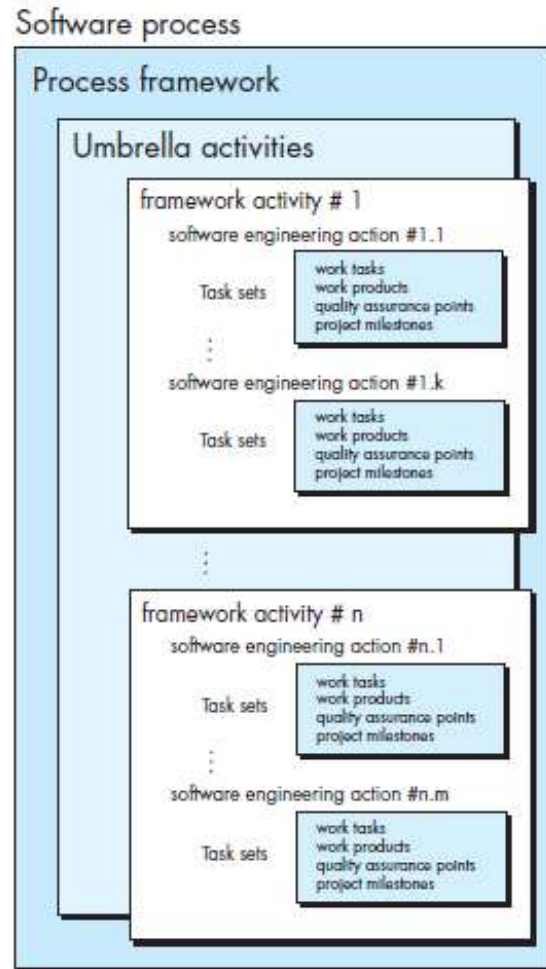 Software process
Process framework
Umbrella activities
framework activity # 1
software engineering action #1.1
Task sets
work tasks
work products
quality assurance points
project milestones
software engineering action #1.k
Task sets
work tasks
work products
quality assurance points
project milestones
framework activity # n
software engineering action #n.1
Task sets
work tasks
work products
quality assurance points
project milestones
software engineering action #n.m
Task sets
work tasks
work products
quality assurance points
project milestones